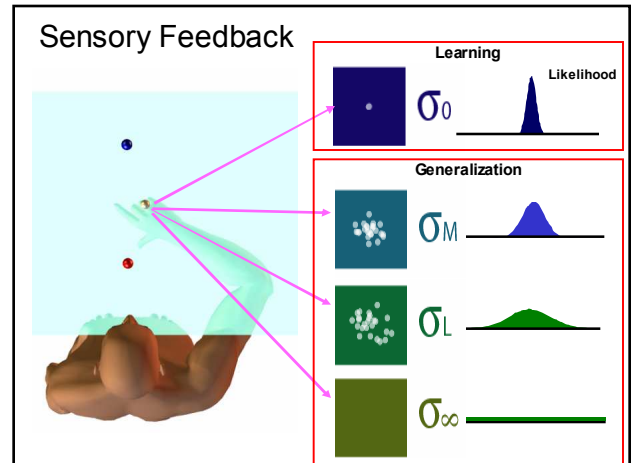 Sensory Feedback
Learning
Likelihood
σ0
Generalization
σM
σL
σ∞